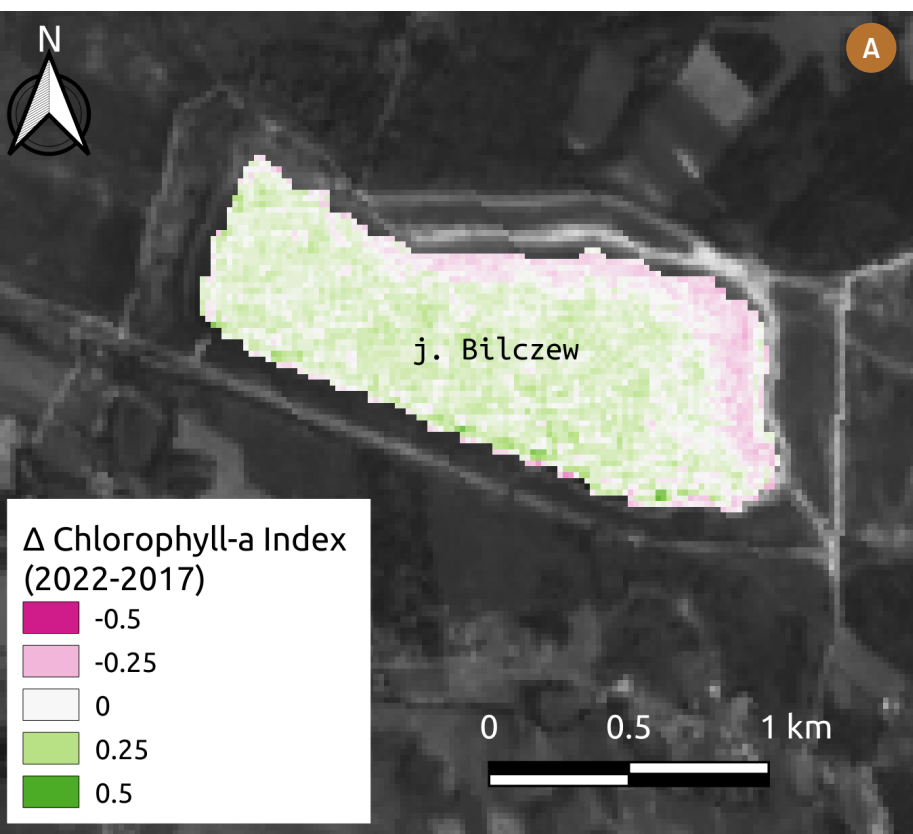 N
A
j. Bilczew
Δ Chlorophyll-a Index
(2022-2017)
-0.5
-0.25
0
0.25
0.5
0 0.5 1 km